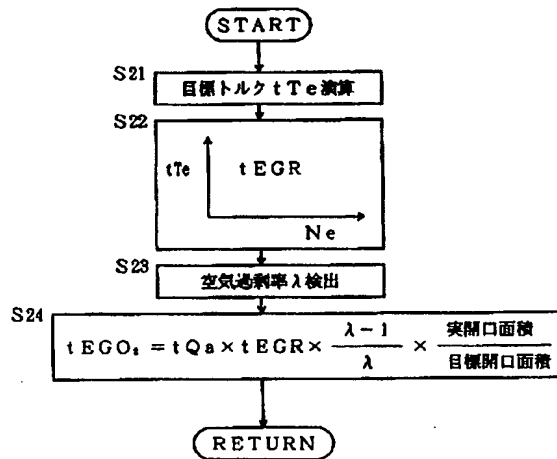 START
S21
目標トルクtTe演算
S22
tTe
tEGR
Ne
S23
空気過剰率λ検出
S24
tEGO₂ = tQa × tEGR × (λ-1)/λ × 実開口面積/目標開口面積
RETURN